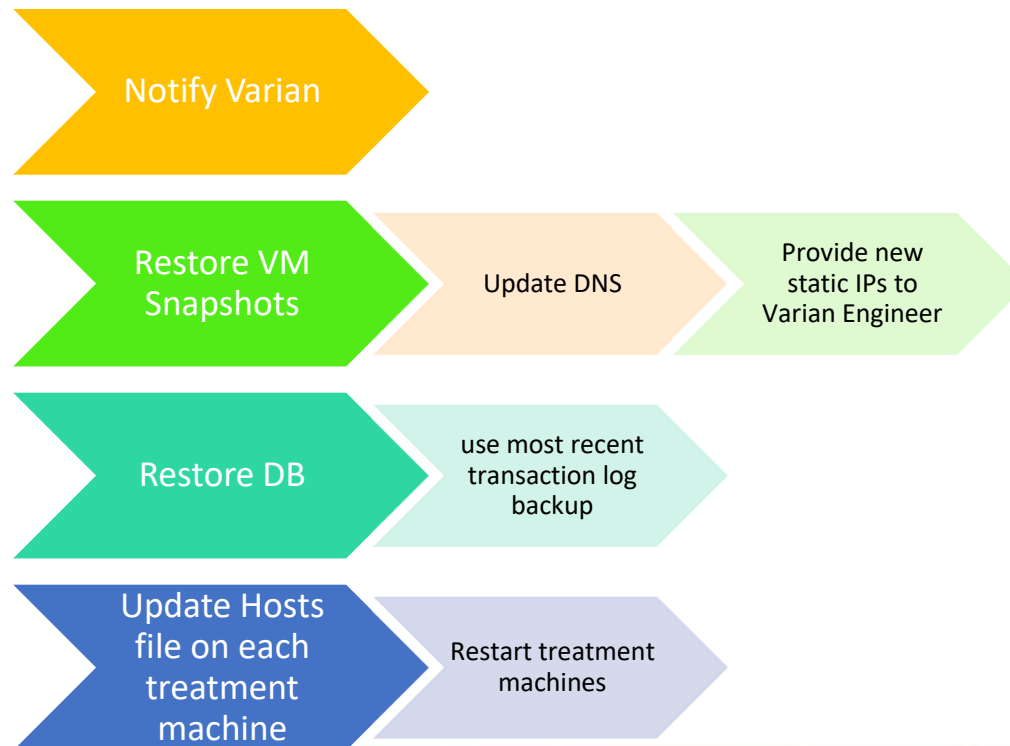 Notify Varian
Restore VM
Snapshots
Update DNS
Provide new
static IPs to
Varian Engineer
Restore DB
use most recent
transaction log
backup
Update Hosts
file on each
treatment
machine
Restart treatment
machines